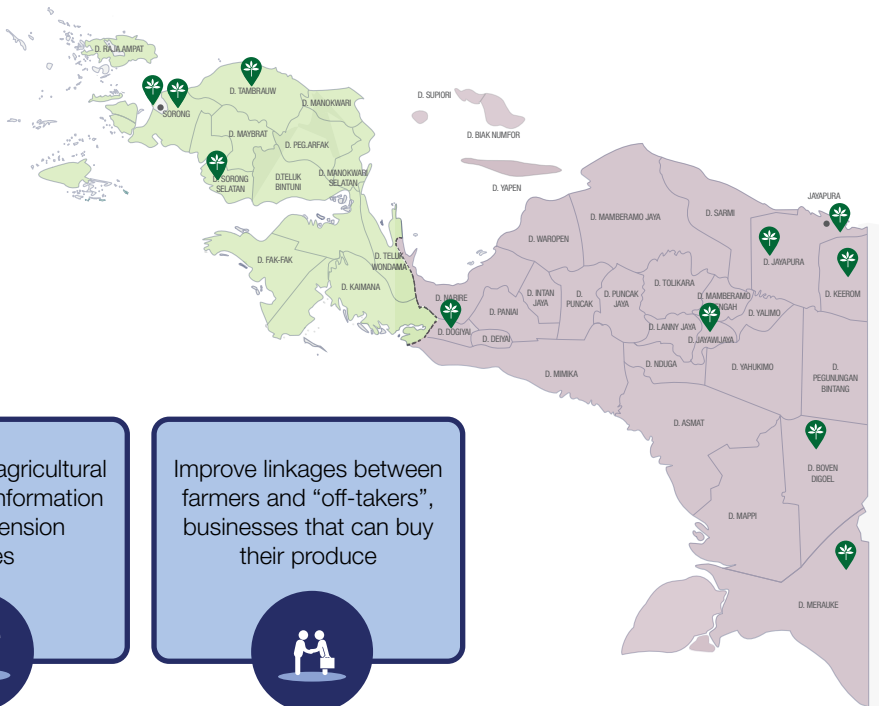 D. RAJA AMPAT
D. TAMBRAUW
D. MANOKWARI
SORONG
D. MAYBRAT
D. PEG.ARFAK
D. SORONG
SELATAN
D.TELUK
BINTUNI
D. MANOKWARI
SELATAN
D. FAK-FAK
D. TELUK
WONDAMA
D. KAIMANA
D. SUPIORI
D. BIAK NUMFOR
D. YAPEN
D. WAROPEN
D. MAMBERAMO JAYA
D. SARMI
JAYAPURA
D. JAYAPURA
D. KEEROM
D. NABIRE
D. DOGIYAI
D. PANIAI
D. DEIYAI
D. INTAN
JAYA
D.
PUNCAK
D. PUNCAK
JAYA
D. TOLIKARA
D. MAMBERAMO
ENGAH
D. YALIMO
D. LANNY JAYA
D. JAYAWIJAYA
D. NDUGA
D. YAHUKIMO
D.
PEGUNUNGAN
BINTANG
D. MIMIKA
D. ASMAT
D. BOVEN
DIGOEL
D. MAPPI
D. MERAUKE
agricultural
nformation
ension
es
Improve linkages between
farmers and “off-takers”,
businesses that can buy
their produce